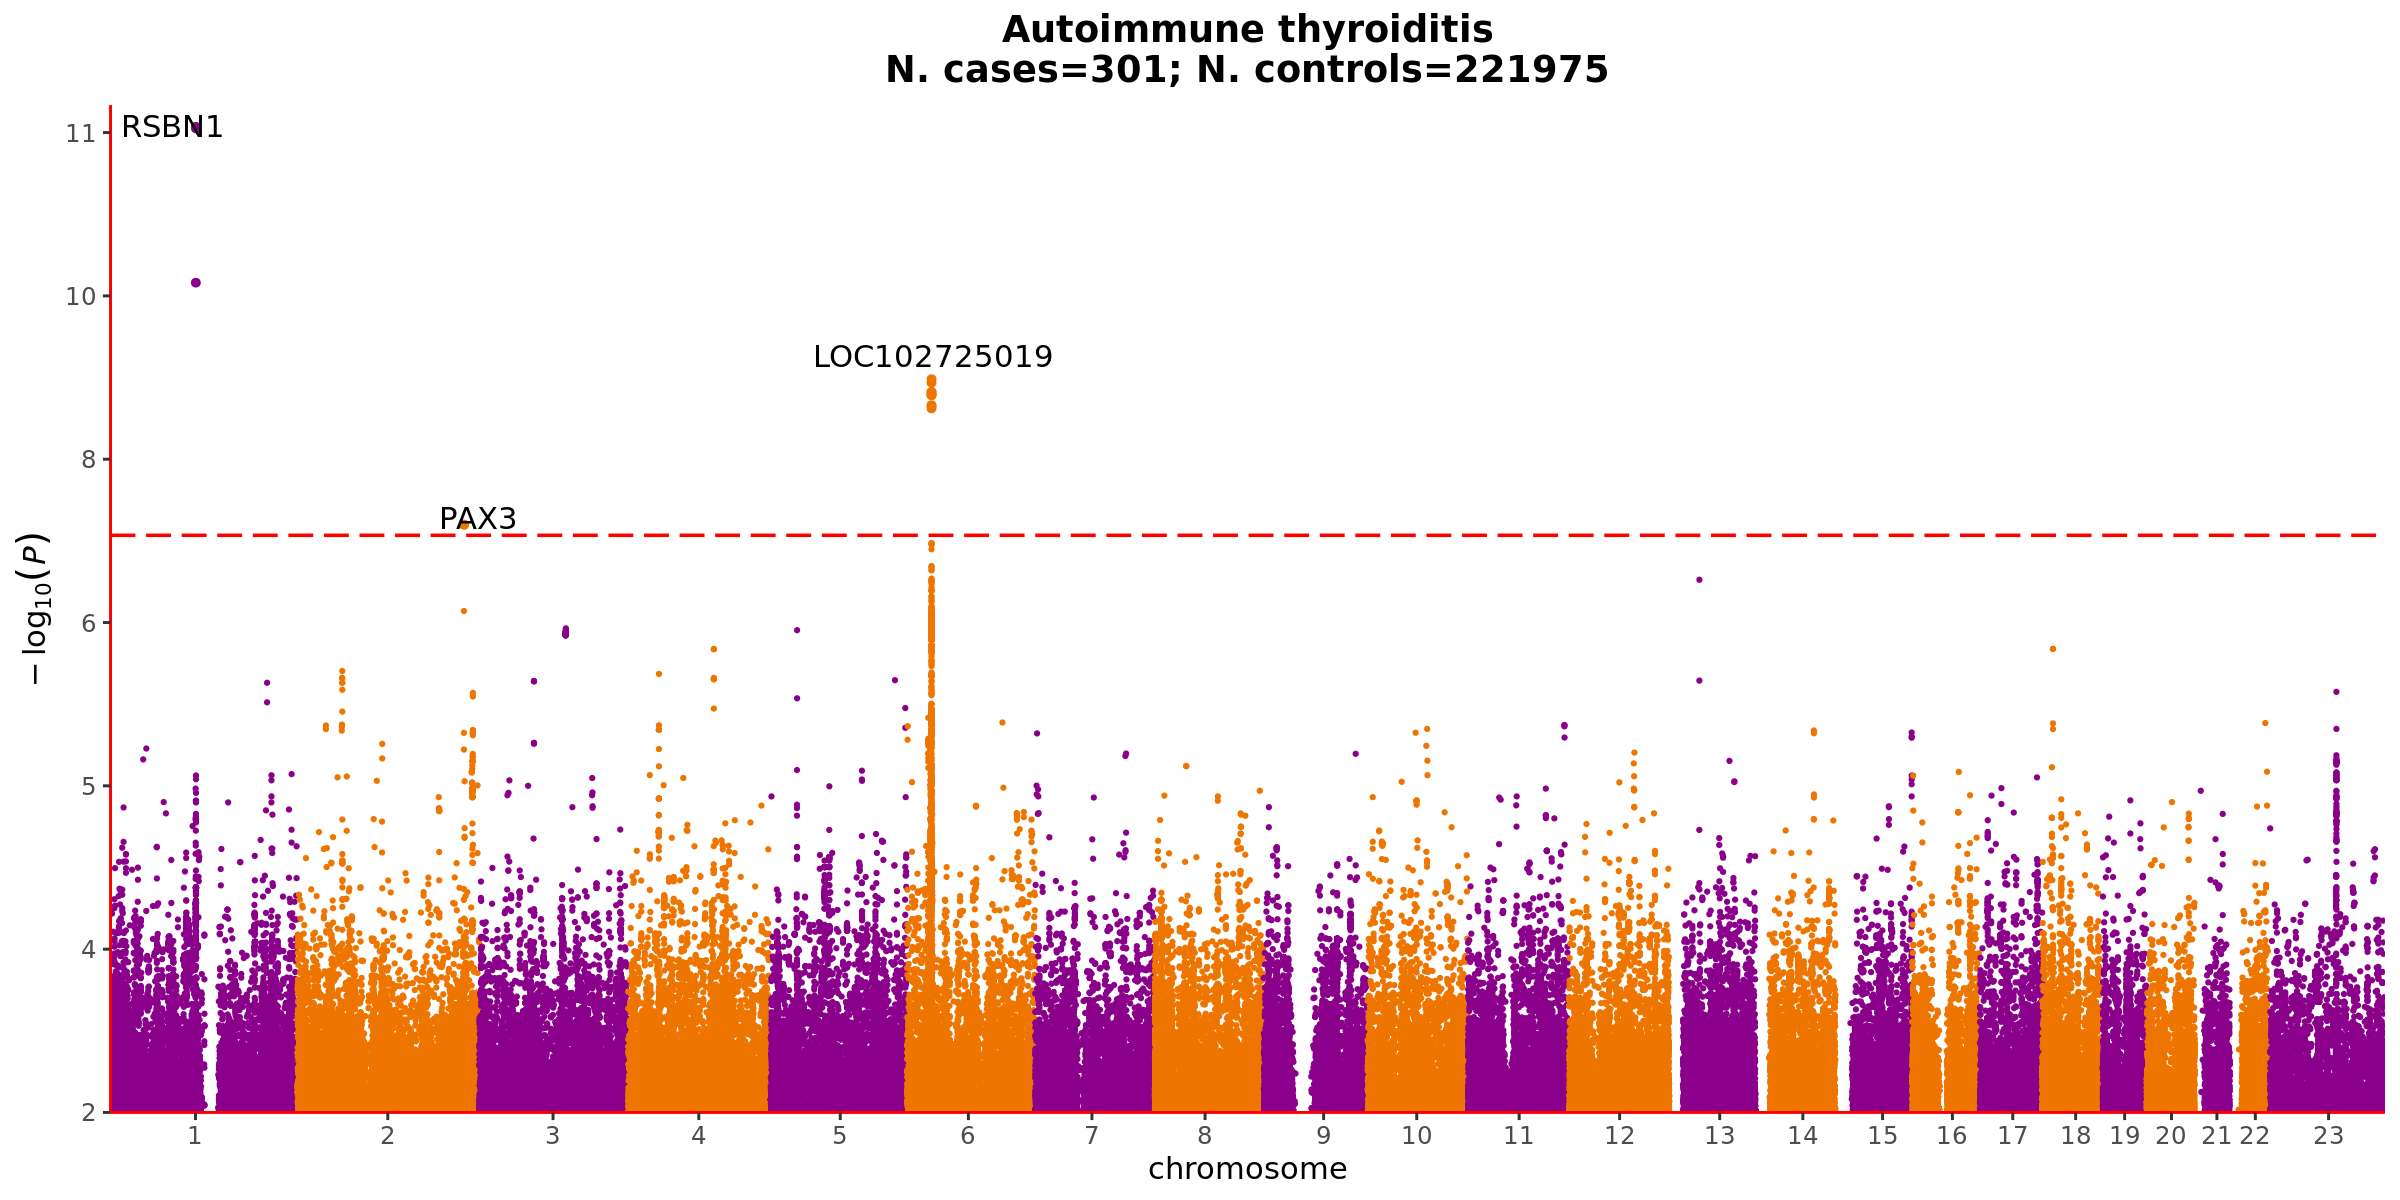 Autoimmune thyroiditis
N. cases=301; N. controls=221975
RSBN1
11
10
LOC102725019
8
PAX3
6
−log10(P)
5
4
2
1 2 3 4 5 6 7 8 9 10 11 12 13 14 15 16 17 18 19 20 21 22 23
chromosome